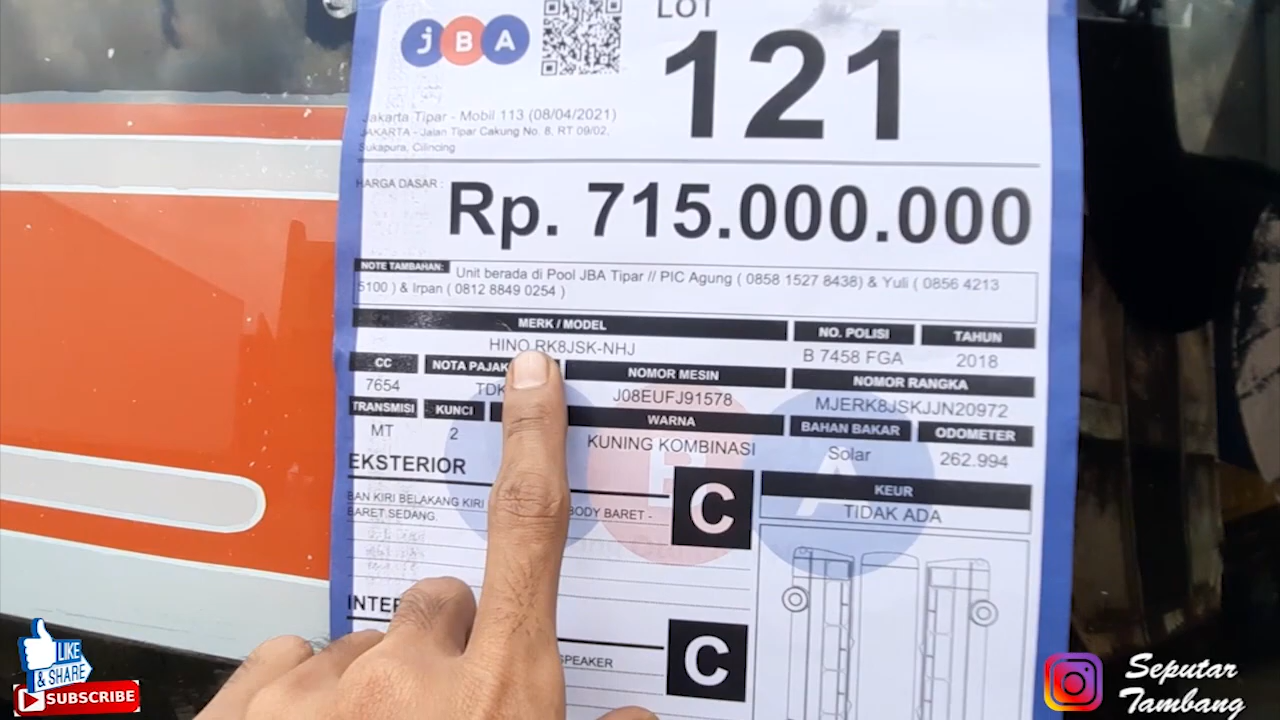 JBA
LOT
121
Jakarta Tipar - Mobil 113 (08/04/2021)
JAKARTA - Jalan Tipar Cakung No. 8, RT 09/02,
Sukapura, Cilincing
HARGA DASAR :
Rp. 715.000.000
NOTE TAMBAHAN: Unit berada di Pool JBA Tipar // PIC Agung ( 0858 1527 8438) & Yuli ( 0856 4213
5100 ) & Irpan ( 0812 8849 0254 )
MERK / MODEL NO. POLISI TAHUN
HINO RK8JSK-NHJ B 7458 FGA 2018
CC NOTA PAJAK NOMOR MESIN NOMOR RANGKA
7654 J08EUFJ91578 MJERK8JSKJJN20972
TRANSMISI KUNCI WARNA BAHAN BAKAR ODOMETER
MT 2 KUNING KOMBINASI Solar 262.994
EKSTERIOR C KEUR
BAN KIRI BELAKANG KIRI BODY BARET - TIDAK ADA
BARET SEDANG.
C
SPEAKER
LIKE
& SHARE
SUBSCRIBE
Seputar
Tambang